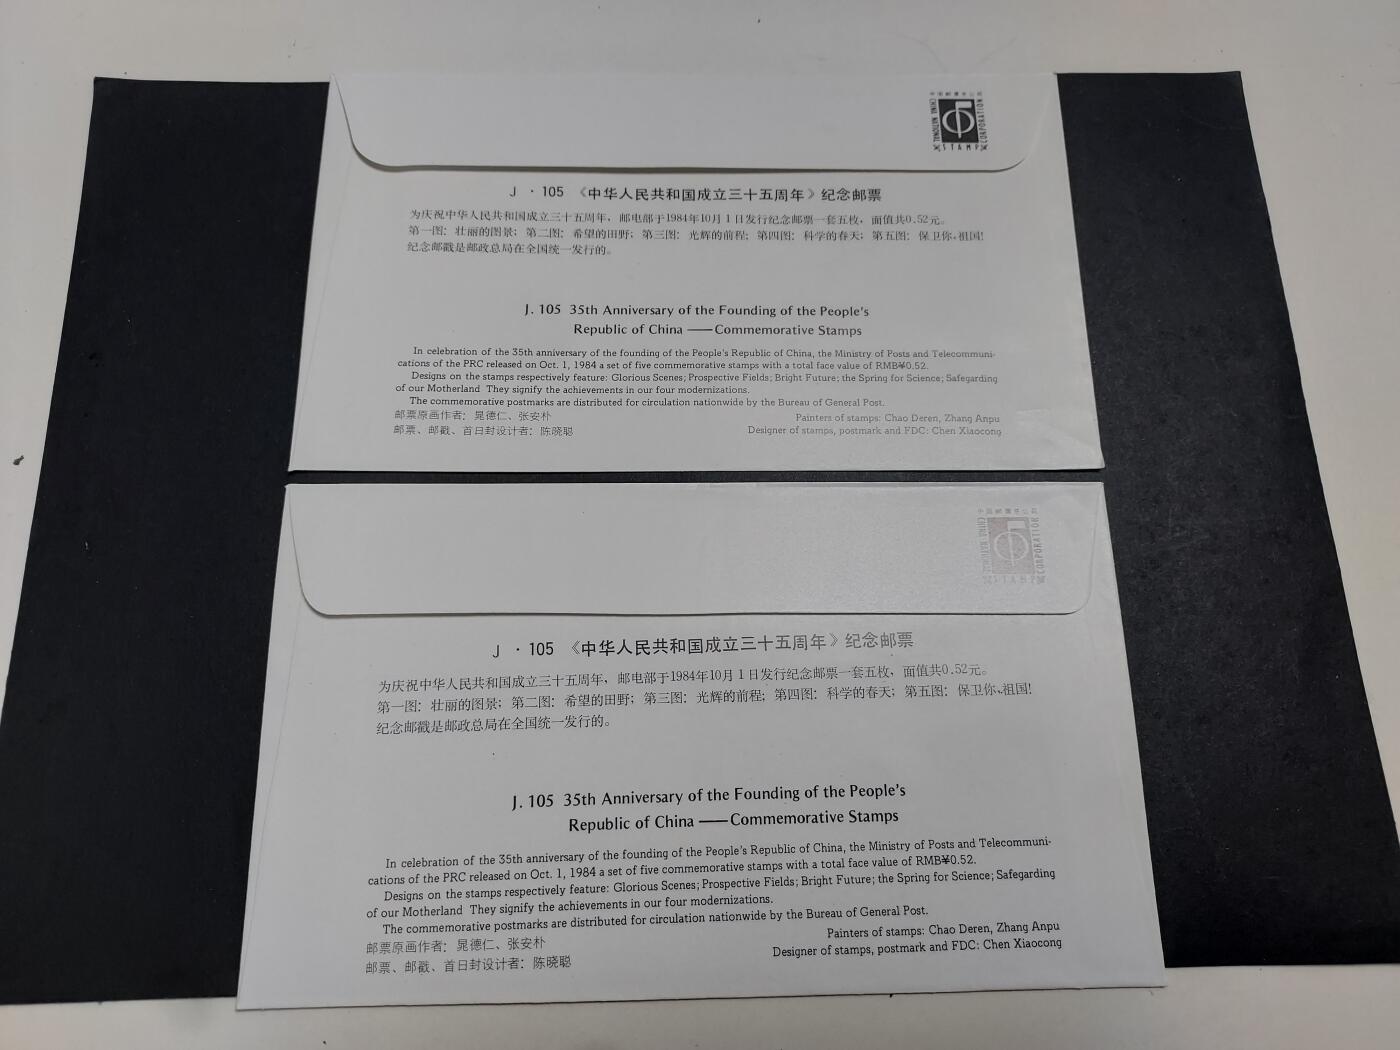 中国邮票总公司
CHINA NATIONAL
STAMP
CORPORATION
J · 105 《中华人民共和国成立三十五周年》纪念邮票
为庆祝中华人民共和国成立三十五周年，邮电部于1984年10月1日发行纪念邮票一套五枚，面值共0.52元。
第一图：壮丽的图景；第二图：希望的田野；第三图：光辉的前程；第四图：科学的春天；第五图：保卫你，祖国！
纪念邮戳是邮政总局在全国统一发行的。
J. 105 35th Anniversary of the Founding of the People's
Republic of China ——Commemorative Stamps
In celebration of the 35th anniversary of the founding of the People's Republic of China, the Ministry of Posts and Telecommuni-
cations of the PRC released on Oct. 1, 1984 a set of five commemorative stamps with a total face value of RMB¥0.52.
Designs on the stamps respectively feature: Glorious Scenes; Prospective Fields; Bright Future; the Spring for Science; Safegarding
of our Motherland They signify the achievements in our four modernizations.
The commemorative postmarks are distributed for circulation nationwide by the Bureau of General Post.
邮票原画作者：晁德仁、张安朴
Painters of stamps: Chao Deren, Zhang Anpu
邮票、邮戳、首日封设计者：陈晓聪
Designer of stamps, postmark and FDC: Chen Xiaocong
中国邮票总公司
CHINA NATIONAL
STAMP
CORPORATION
J · 105 《中华人民共和国成立三十五周年》纪念邮票
为庆祝中华人民共和国成立三十五周年，邮电部于1984年10月1日发行纪念邮票一套五枚，面值共0.52元。
第一图：壮丽的图景；第二图：希望的田野；第三图：光辉的前程；第四图：科学的春天；第五图：保卫你，祖国！
纪念邮戳是邮政总局在全国统一发行的。
J. 105 35th Anniversary of the Founding of the People's
Republic of China ——Commemorative Stamps
In celebration of the 35th anniversary of the founding of the People's Republic of China, the Ministry of Posts and Telecommuni-
cations of the PRC released on Oct. 1, 1984 a set of five commemorative stamps with a total face value of RMB¥0.52.
Designs on the stamps respectively feature: Glorious Scenes; Prospective Fields; Bright Future; the Spring for Science; Safegarding
of our Motherland They signify the achievements in our four modernizations.
The commemorative postmarks are distributed for circulation nationwide by the Bureau of General Post.
邮票原画作者：晁德仁、张安朴
Painters of stamps: Chao Deren, Zhang Anpu
邮票、邮戳、首日封设计者：陈晓聪
Designer of stamps, postmark and FDC: Chen Xiaocong